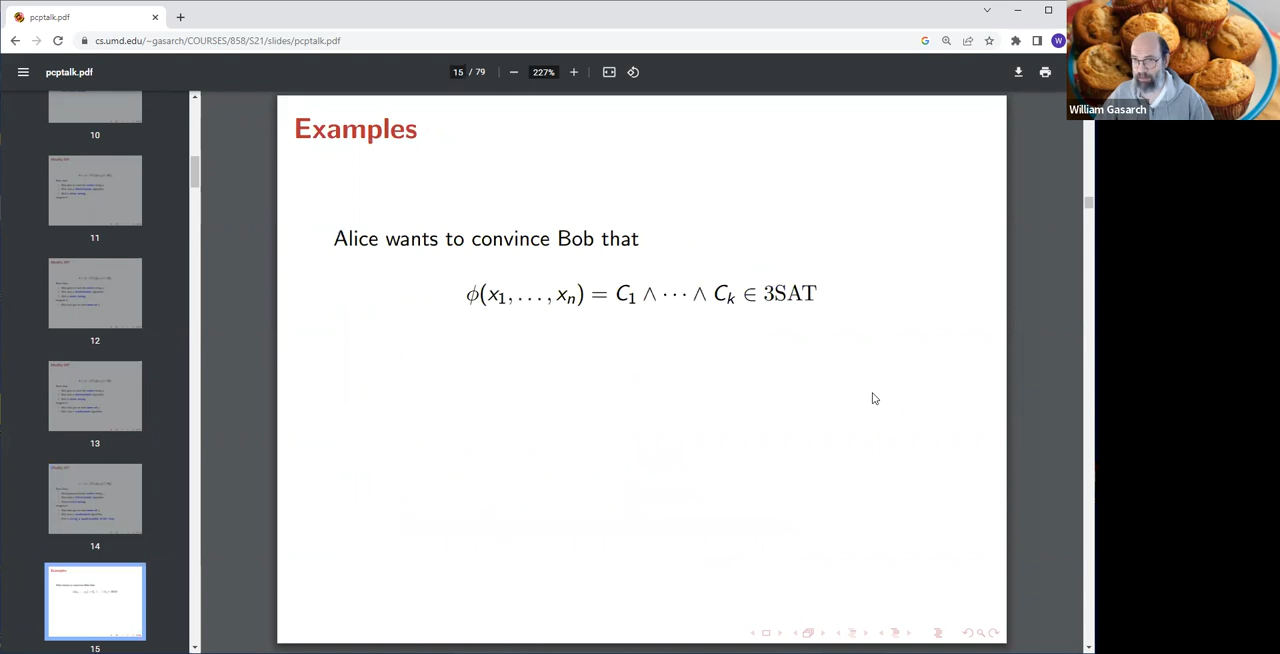 pcptalk.pdf
cs.umd.edu/~gasarch/COURSES/858/S21/slides/pcptalk.pdf
W
pcptalk.pdf
15 / 79
227%
William Gasarch
10
11
12
13
14
15
Examples
Alice wants to convince Bob that
ϕ(x₁, . . . , xₙ) = C₁ ∧ · · · ∧ Cₖ ∈ 3SAT